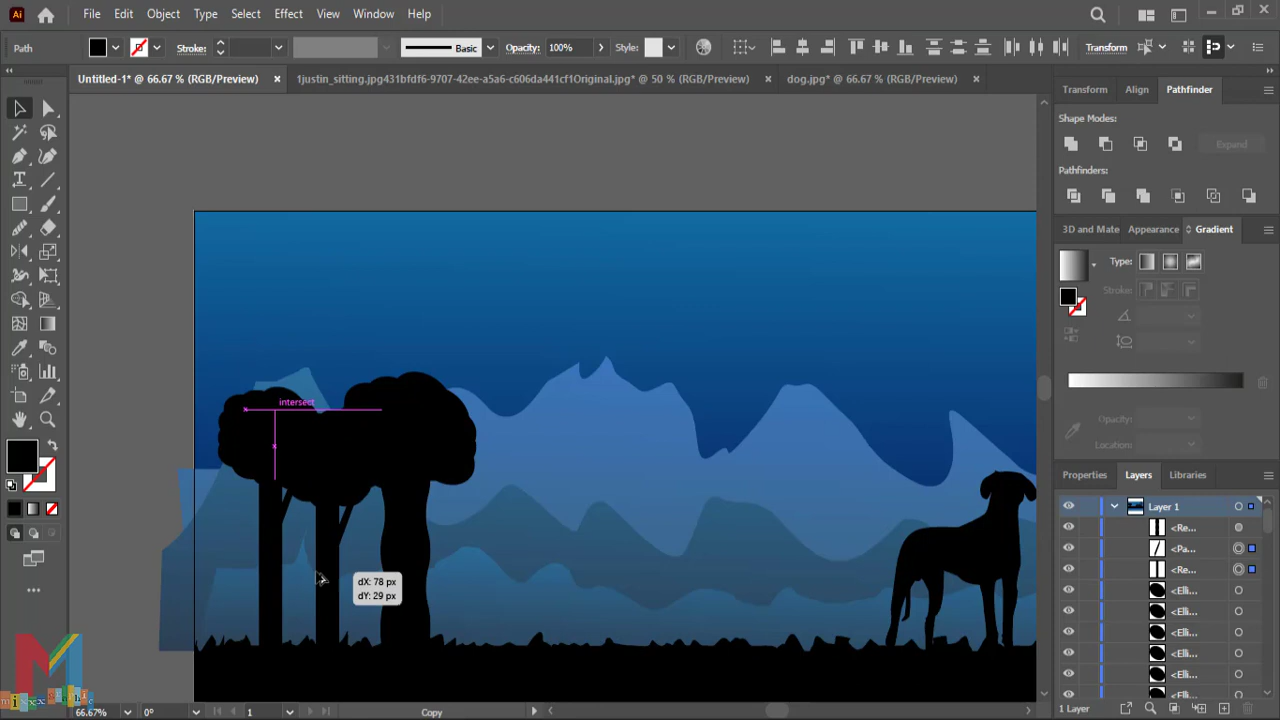 Ai File Edit Object Type Select Effect View Window Help
Path Stroke: Basic Opacity: 100% Style: Transform
Untitled-1* @ 66.67 % (RGB/Preview) × 1justin_sitting.jpg431bfdf6-9707-42ee-a5a6-c606da441cf1Original.jpg* @ 50 % (RGB/Preview) × dog.jpg* @ 66.67 % (RGB/Preview) ×
Transform Align Pathfinder
Shape Modes:
Expand
Pathfinders:
3D and Mate Appearance Gradient
Type:
Stroke:
intersect
Opacity:
Location:
Properties Layers Libraries
Layer 1
<Re...
<Pa...
<Re...
<Elli...
<Elli...
<Elli...
<Elli...
<Elli...
<Elli...
dX: 78 px
dY: 29 px
66.67% 0° 1 Copy
1 Layer